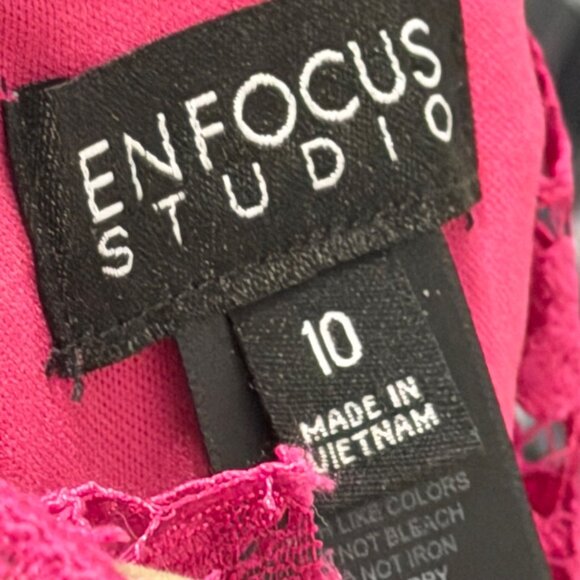 ENFOCUS
STUDIO
10
MADE IN
VIETNAM
LIKE COLORS
NOT BLEACH
NOT IRON